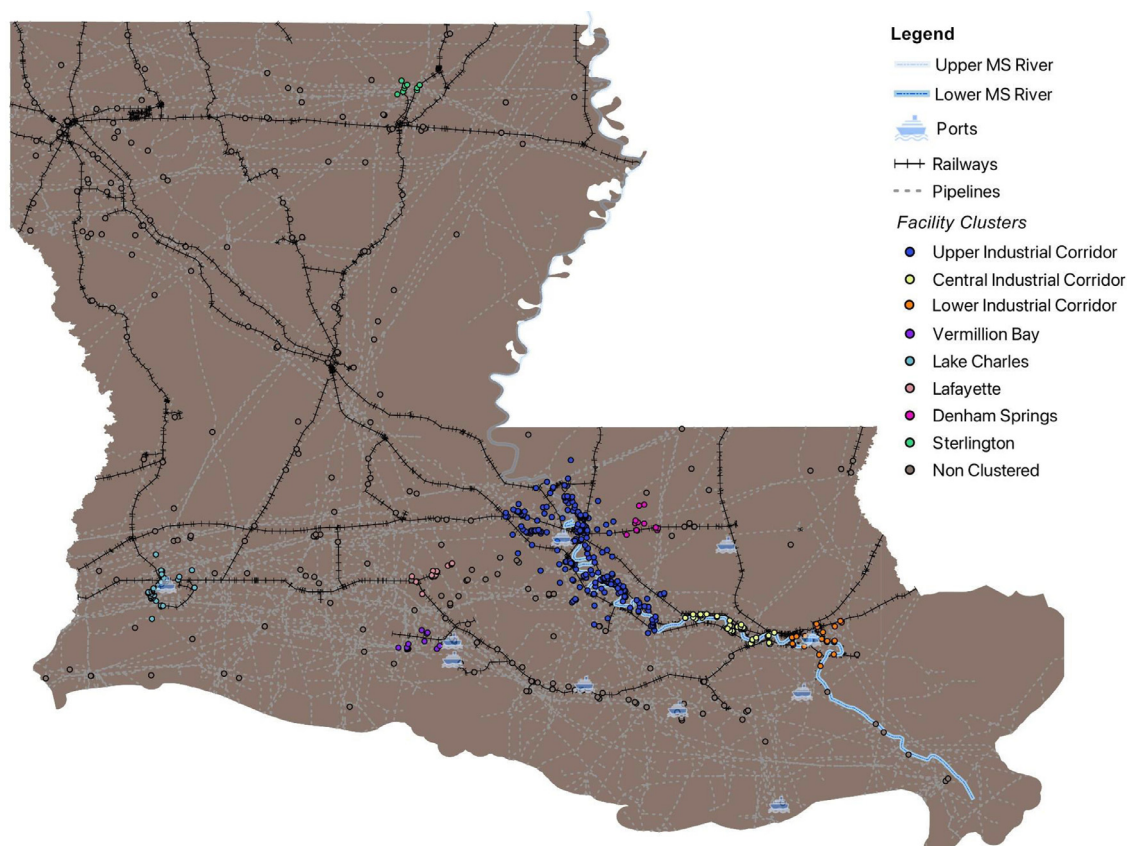 Legend
Upper MS River
Lower MS River
Ports
Railways
Pipelines
Facility Clusters
Upper Industrial Corridor
Central Industrial Corridor
Lower Industrial Corridor
Vermillion Bay
Lake Charles
Lafayette
Denham Springs
Sterlington
Non Clustered